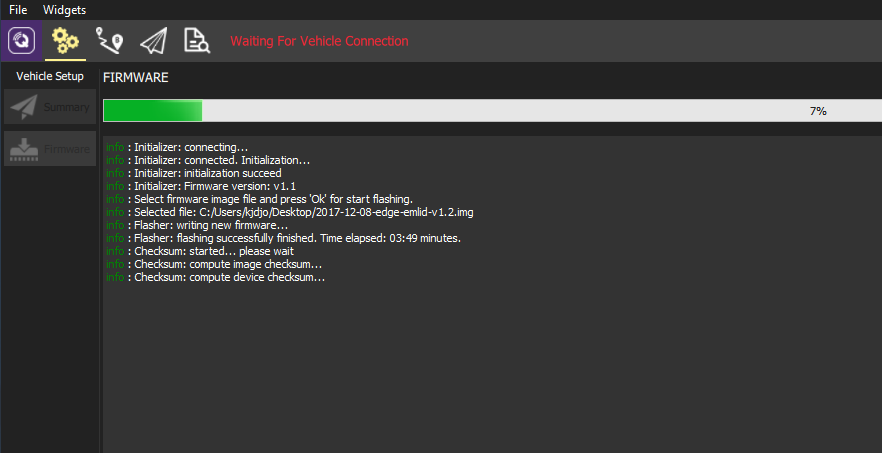 File Widgets
Waiting For Vehicle Connection
Vehicle Setup
FIRMWARE
Summary
7%
Firmware
info : Initializer: connecting...
info : Initializer: connected. Initialization...
info : Initializer: initialization succeed
info : Initializer: Firmware version: v1.1
info : Select firmware image file and press 'Ok' for start flashing.
info : Selected file: C:/Users/kjdjo/Desktop/2017-12-08-edge-emlid-v1.2.img
info : Flasher: writing new firmware...
info : Flasher: flashing successfully finished. Time elapsed: 03:49 minutes.
info : Checksum: started... please wait
info : Checksum: compute image checksum...
info : Checksum: compute device checksum...